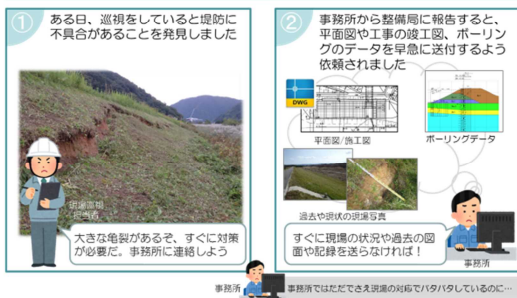 ①
ある日、巡視をしていると堤防に
不具合があることを発見しました
現場巡視
担当者
大きな亀裂があるぞ、すぐに対策
が必要だ。事務所に連絡しよう
②
事務所から整備局に報告すると、
平面図や工事の竣工図、ボーリン
グのデータを早急に送付するよう
依頼されました
DWG
平面図/施工図
ボーリングデータ
過去や現状の現場写真
すぐに現場の状況や過去の図
面や記録を送らなければ！
事務所
事務所
事務所ではただでさえ現場の対応でバタバタしているのに…